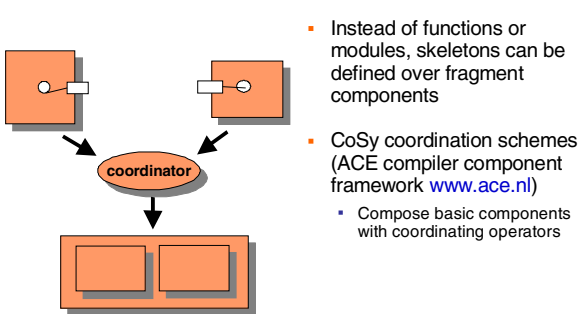 Instead of functions or
modules, skeletons can be
defined over fragment
components
CoSy coordination schemes
(ACE compiler component
framework www.ace.nl)
Compose basic components
with coordinating operators
coordinator